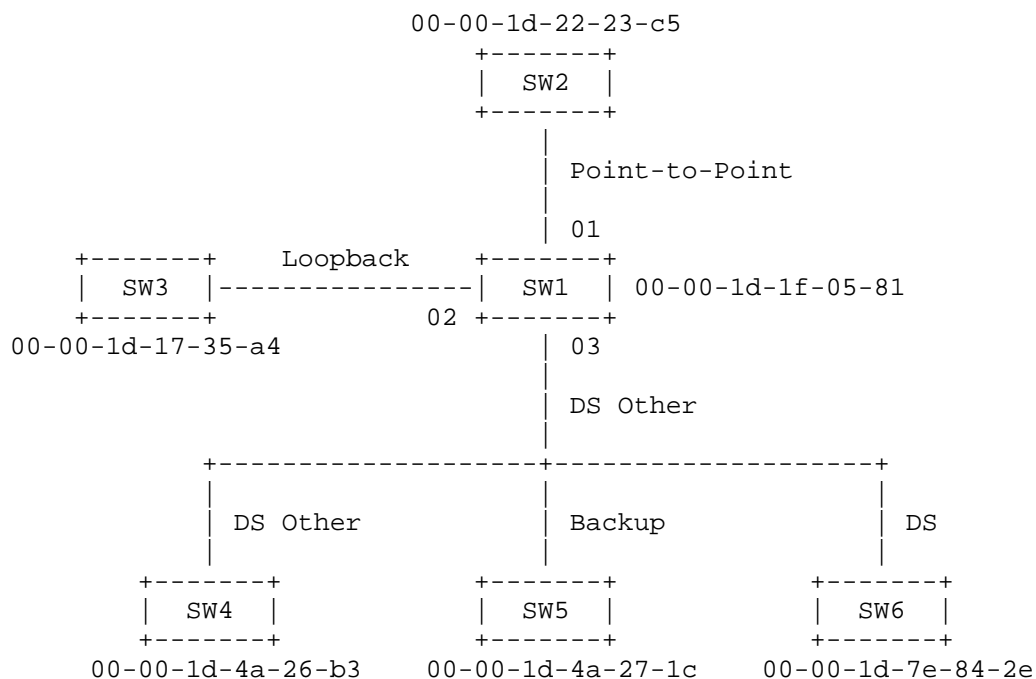 00-00-1d-22-23-c5
SW2
Point-to-Point
01
Loopback
SW3
SW1
00-00-1d-1f-05-81
02
00-00-1d-17-35-a4
03
DS Other
DS Other
Backup
DS
SW4
SW5
SW6
00-00-1d-4a-26-b3
00-00-1d-4a-27-1c
00-00-1d-7e-84-2e